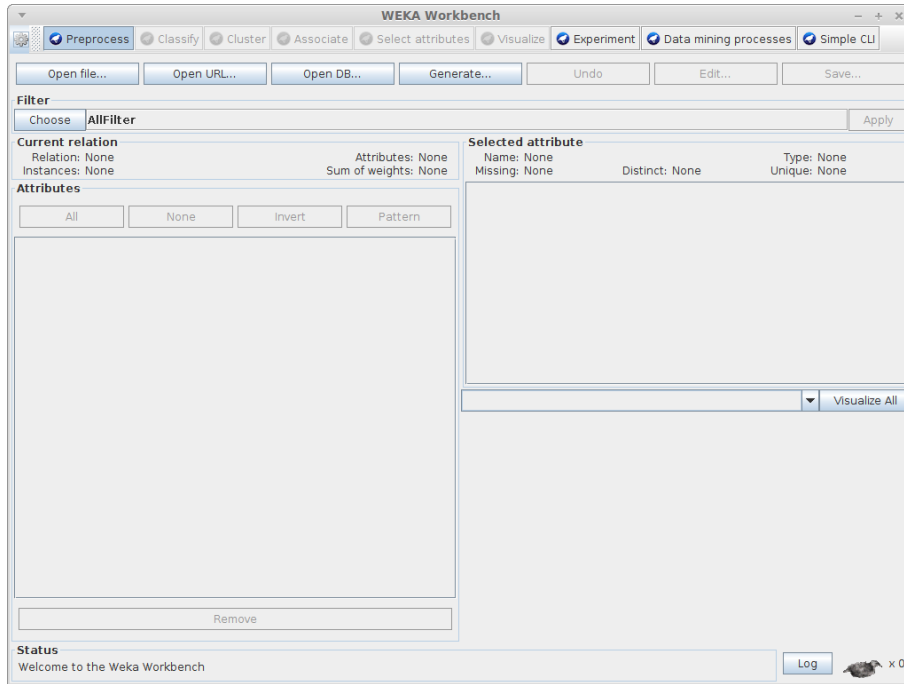 WEKA Workbench
Preprocess Classify Cluster Associate Select attributes Visualize Experiment Data mining processes Simple CLI
Open file... Open URL... Open DB... Generate... Undo Edit... Save...
Filter
Choose AllFilter Apply
Current relation
Relation: None Attributes: None
Instances: None Sum of weights: None
Selected attribute
Name: None Type: None
Missing: None Distinct: None Unique: None
Attributes
All None Invert Pattern
Visualize All
Remove
Status
Welcome to the Weka Workbench
Log x 0